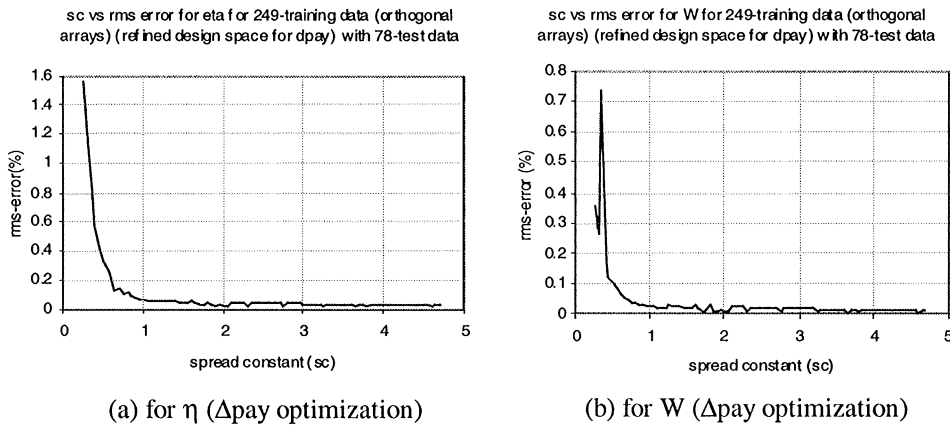 sc vs rms error for eta for 249-training data (orthogonal
arrays) (refined design space for dpay) with 78-test data
1.6
1.4
1.2
1
0.8
0.6
0.4
0.2
0
rms-error(%)
0 1 2 3 4 5
spread constant (sc)
(a) for η (Δpay optimization)
sc vs rms error for W for 249-training data (orthogonal
arrays) (refined design space for dpay) with 78-test data
0.8
0.7
0.6
0.5
0.4
0.3
0.2
0.1
0
rms-error (%)
0 1 2 3 4 5
spread constant (sc)
(b) for W (Δpay optimization)